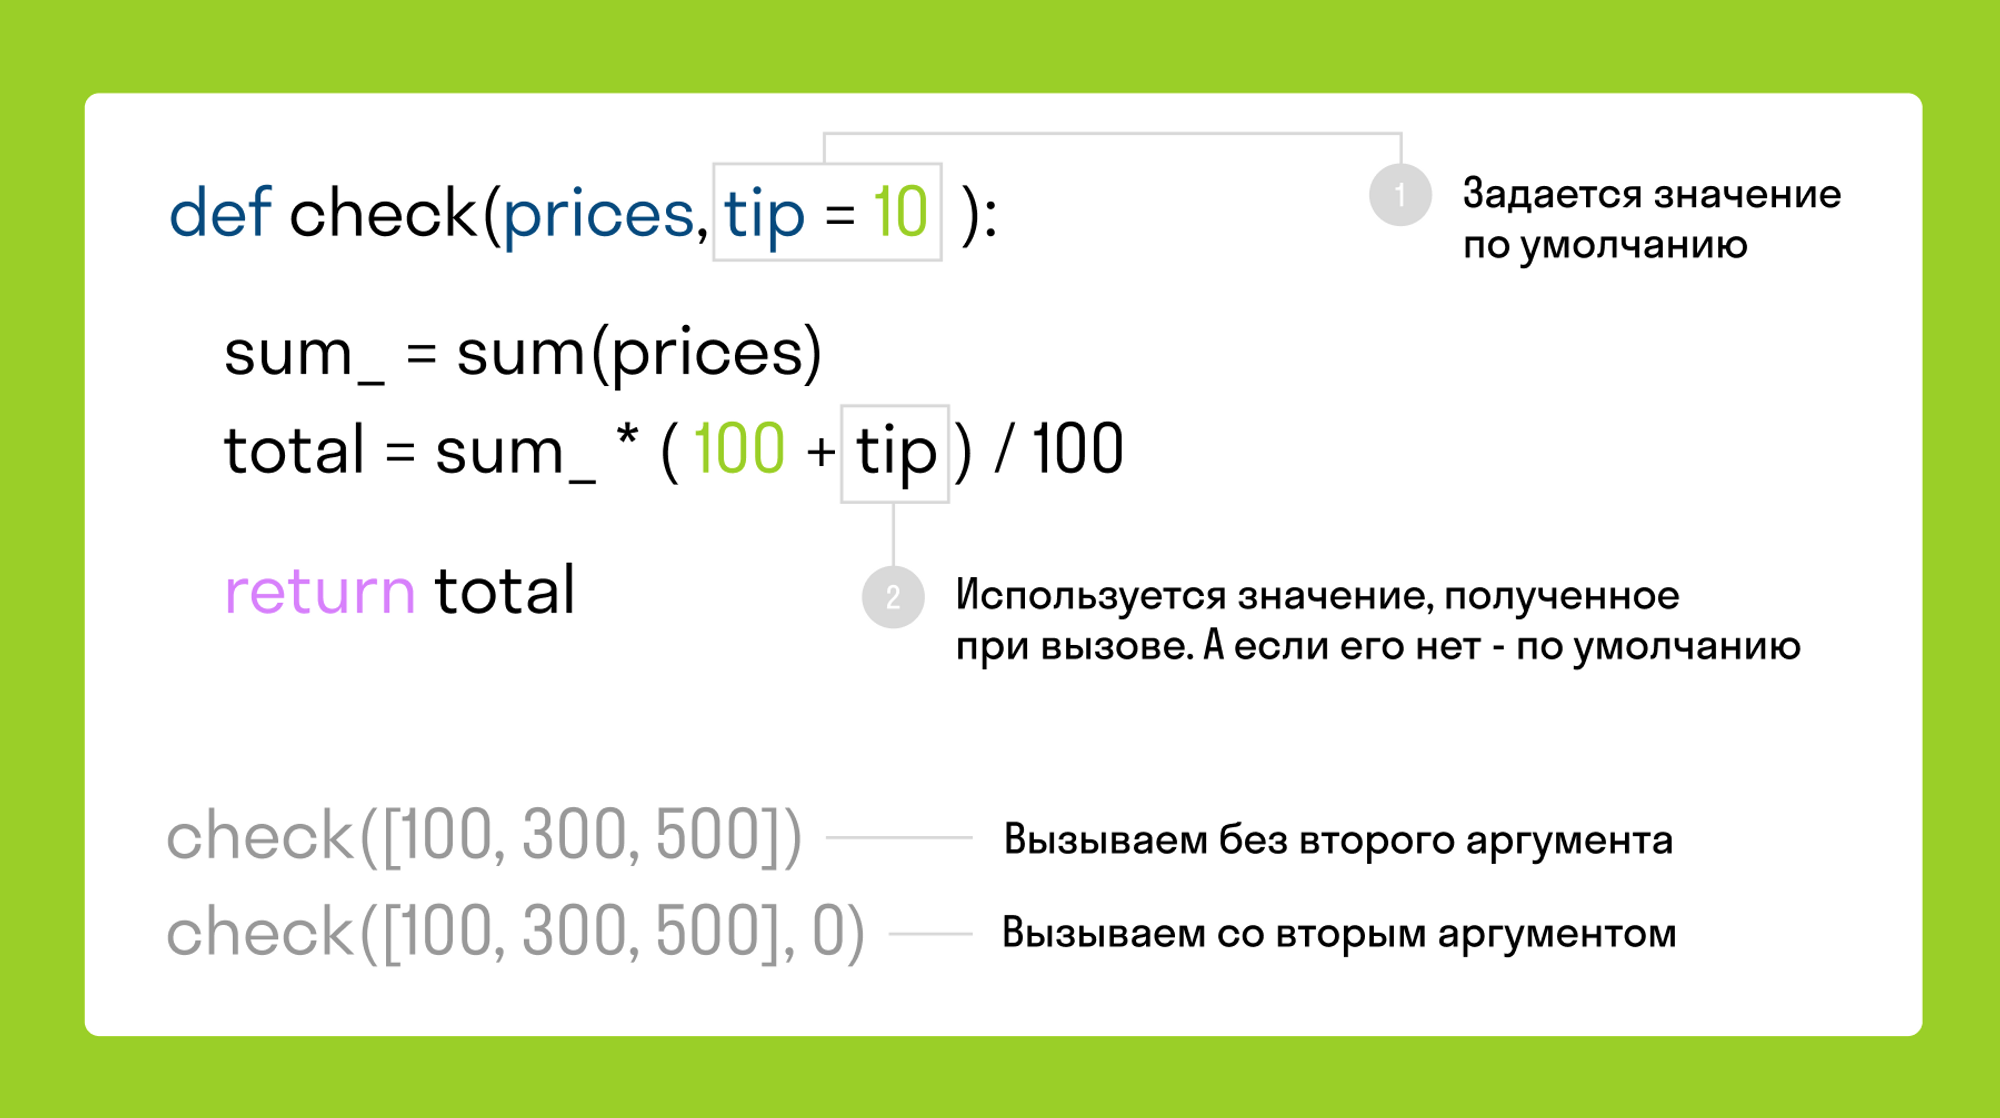 def check(prices, tip = 10 ):
1
Задается значение
по умолчанию
sum_ = sum(prices)
total = sum_ * ( 100 + tip ) / 100
return total
2
Используется значение, полученное
при вызове. А если его нет - по умолчанию
check([100, 300, 500])
Вызываем без второго аргумента
check([100, 300, 500], 0)
Вызываем со вторым аргументом